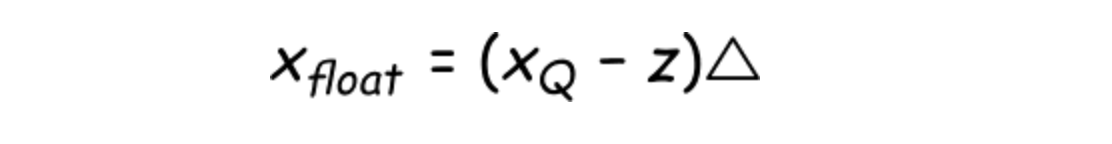 x_float = (x_Q - z)△